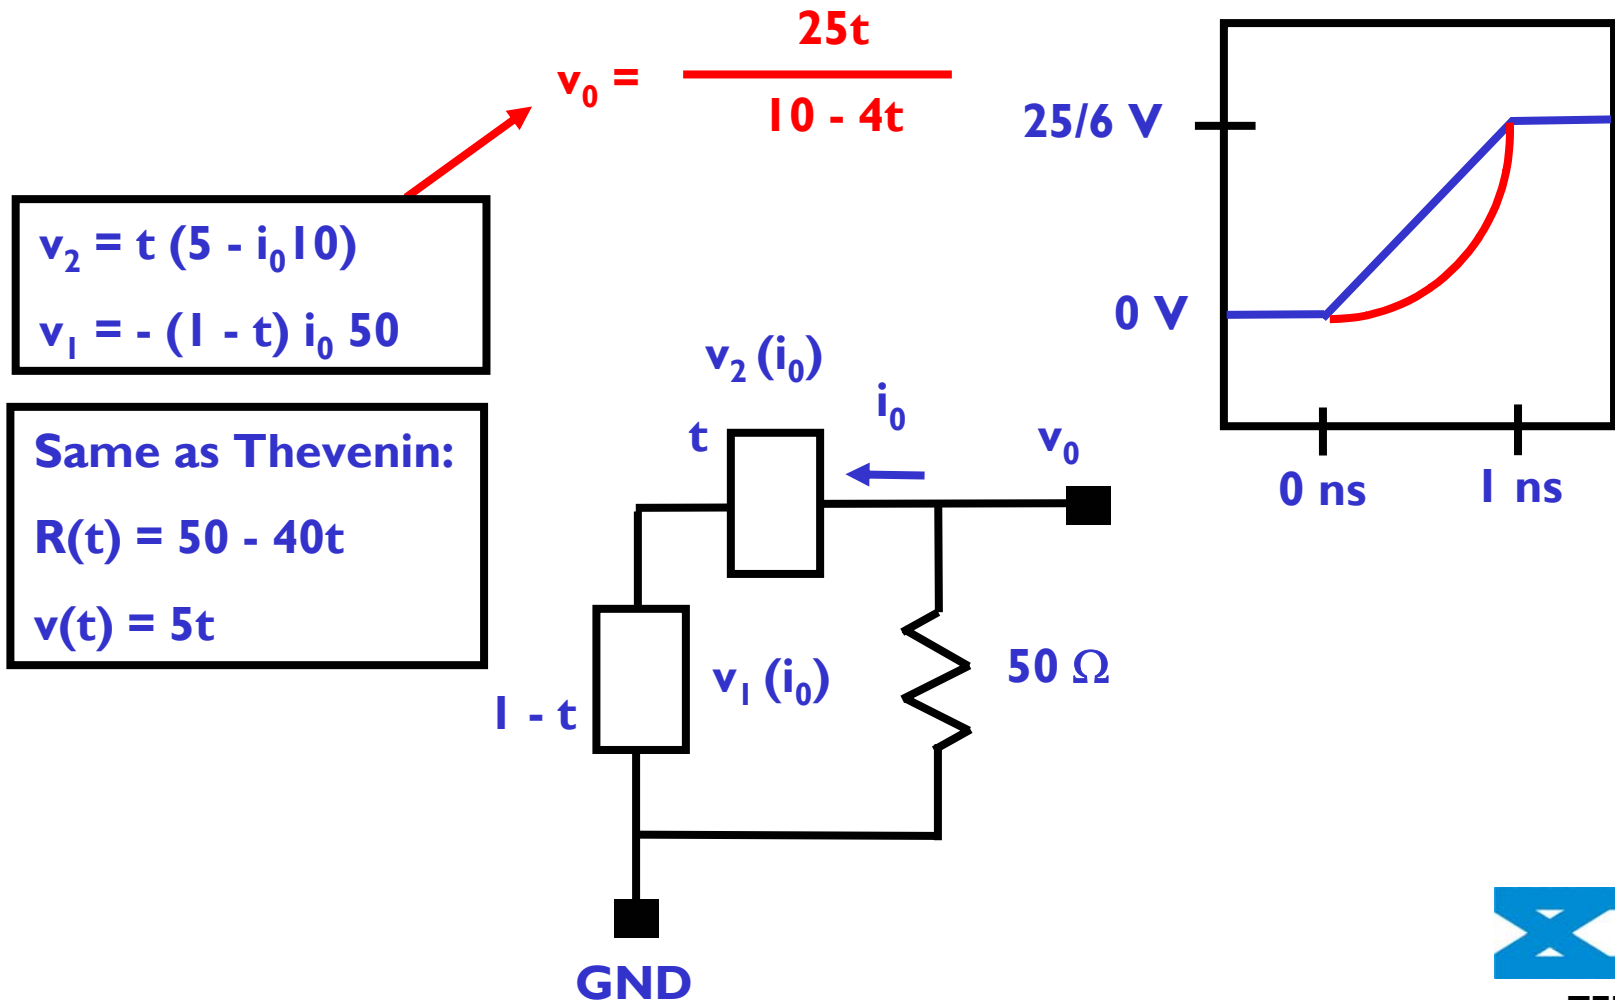 25t
v₀ =
10 - 4t
25/6 V
0 V
0 ns
1 ns
v₂ = t (5 - i₀10)
v₁ = - (1 - t) i₀ 50
Same as Thevenin:
R(t) = 50 - 40t
v(t) = 5t
v₂ (i₀)
t
i₀
v₀
1 - t
v₁ (i₀)
50 Ω
GND